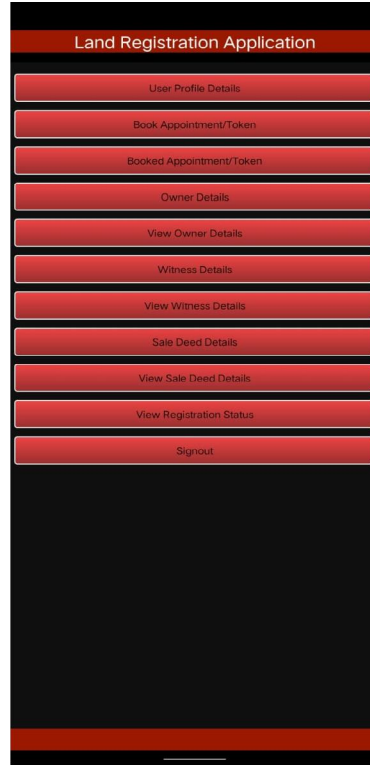 Land Registration Application
User Profile Details
Book Appointment/Token
Booked Appointment/Token
Owner Details
View Owner Details
Witness Details
View Witness Details
Sale Deed Details
View Sale Deed Details
View Registration Status
Signout